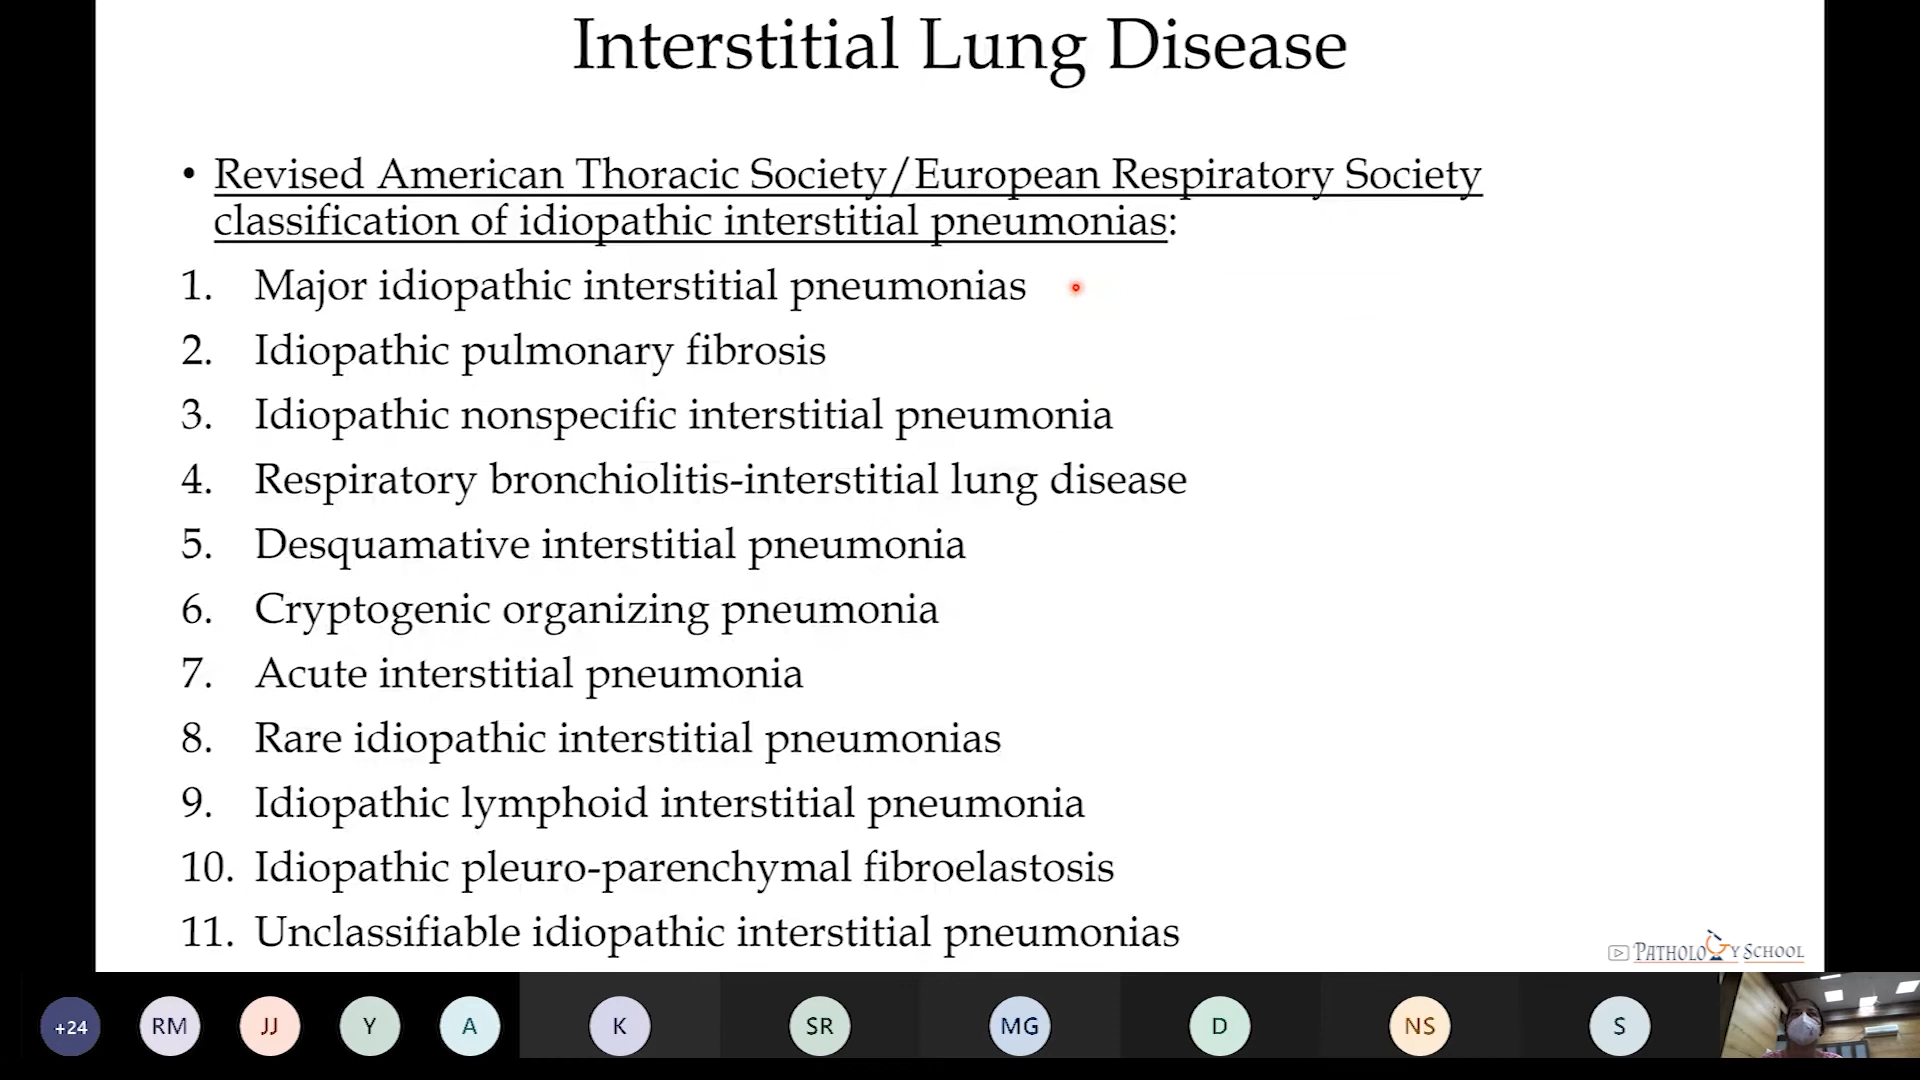 Interstitial Lung Disease
• Revised American Thoracic Society/European Respiratory Society
classification of idiopathic interstitial pneumonias:
1. Major idiopathic interstitial pneumonias
2. Idiopathic pulmonary fibrosis
3. Idiopathic nonspecific interstitial pneumonia
4. Respiratory bronchiolitis-interstitial lung disease
5. Desquamative interstitial pneumonia
6. Cryptogenic organizing pneumonia
7. Acute interstitial pneumonia
8. Rare idiopathic interstitial pneumonias
9. Idiopathic lymphoid interstitial pneumonia
10. Idiopathic pleuro-parenchymal fibroelastosis
11. Unclassifiable idiopathic interstitial pneumonias
PATHOLOGY SCHOOL
+24 RM JJ Y A K SR MG D NS S